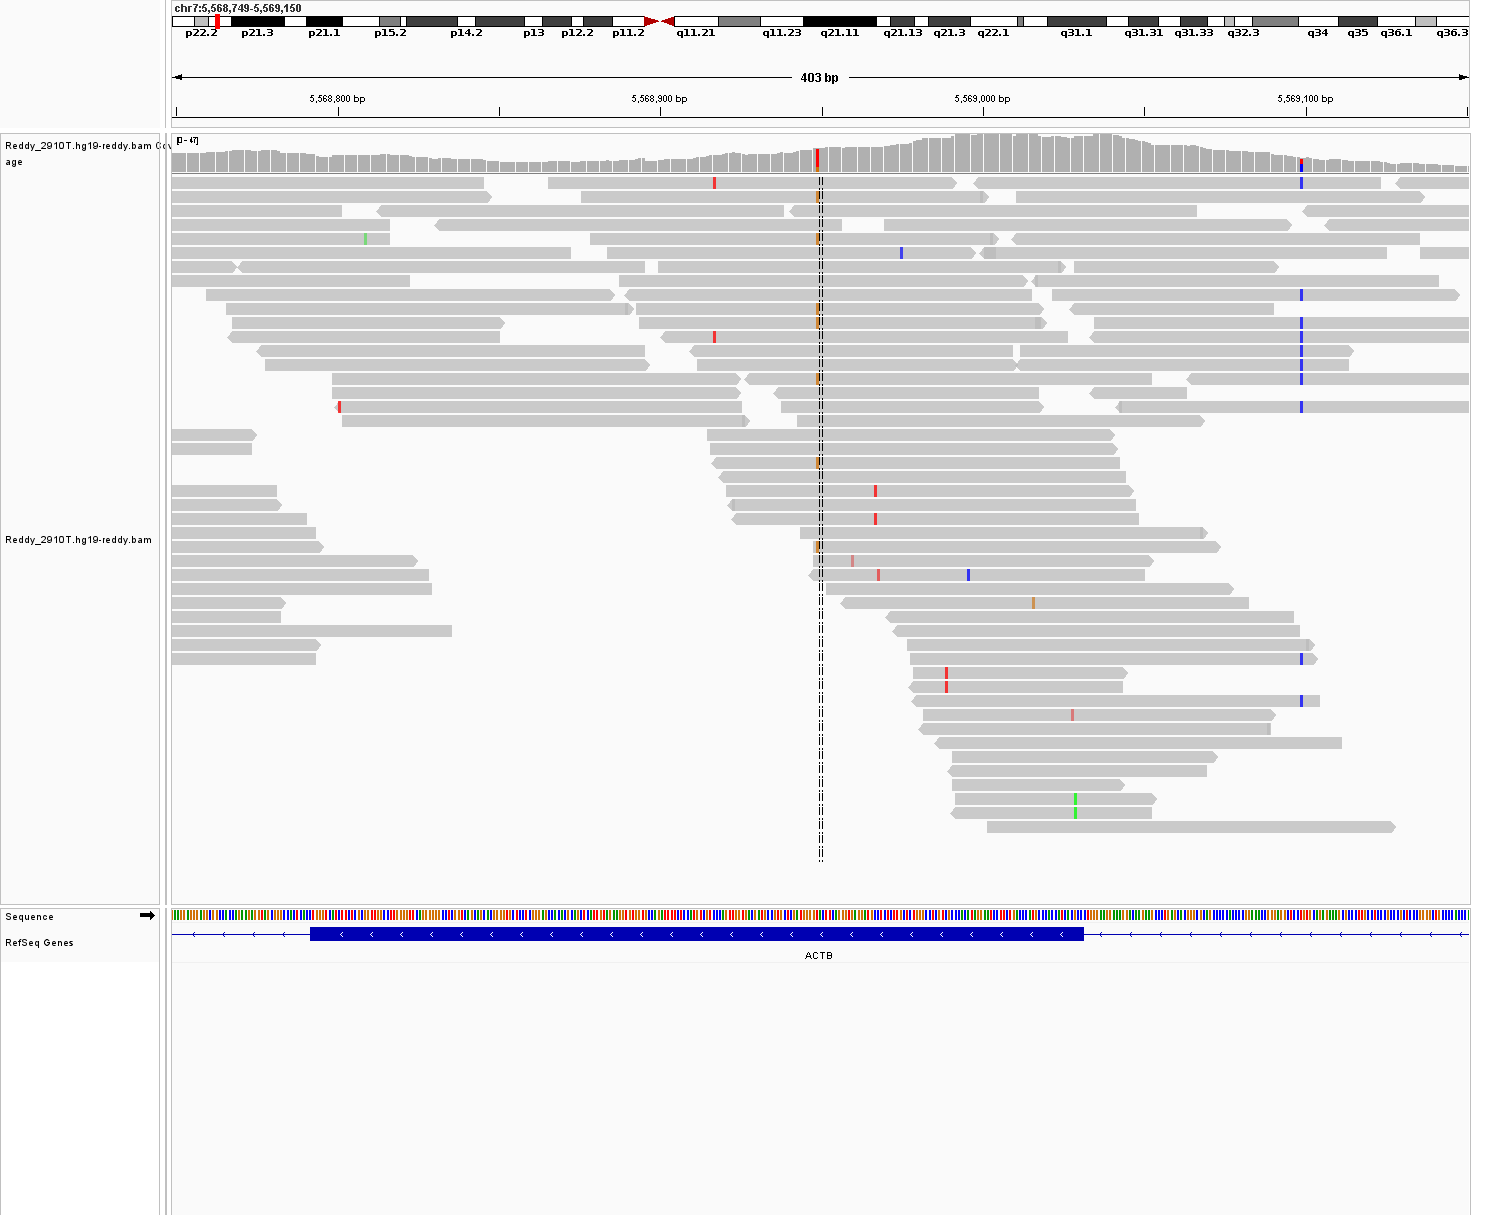 chr7:5,568,749-5,569,150
p22.2 p21.3 p21.1 p15.2 p14.2 p13 p12.2 p11.2 q11.21 q11.23 q21.11 q21.13 q21.3 q22.1 q31.1 q31.31 q31.33 q32.3 q34 q35 q36.1 q36.3
403 bp
5,568,800 bp 5,568,900 bp 5,569,000 bp 5,569,100 bp
[0 - 47]
Reddy_2910T.hg19-reddy.bam Cov
age
Reddy_2910T.hg19-reddy.bam
Sequence
RefSeq Genes
ACTB